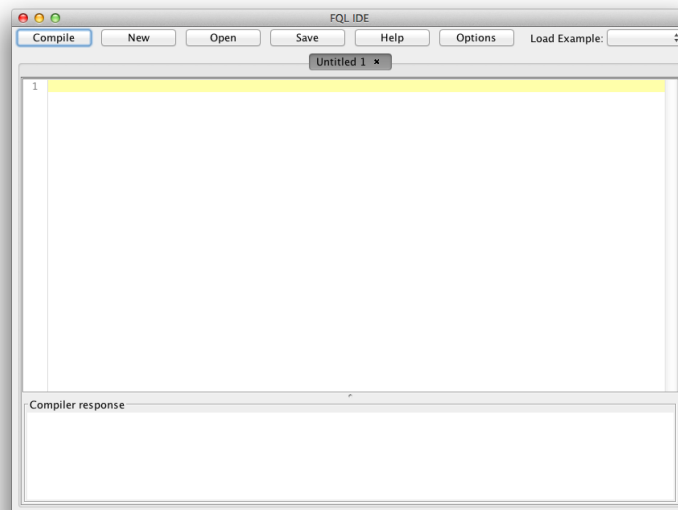 FQL IDE
Compile New Open Save Help Options Load Example:
Untitled 1 ×
1
Compiler response